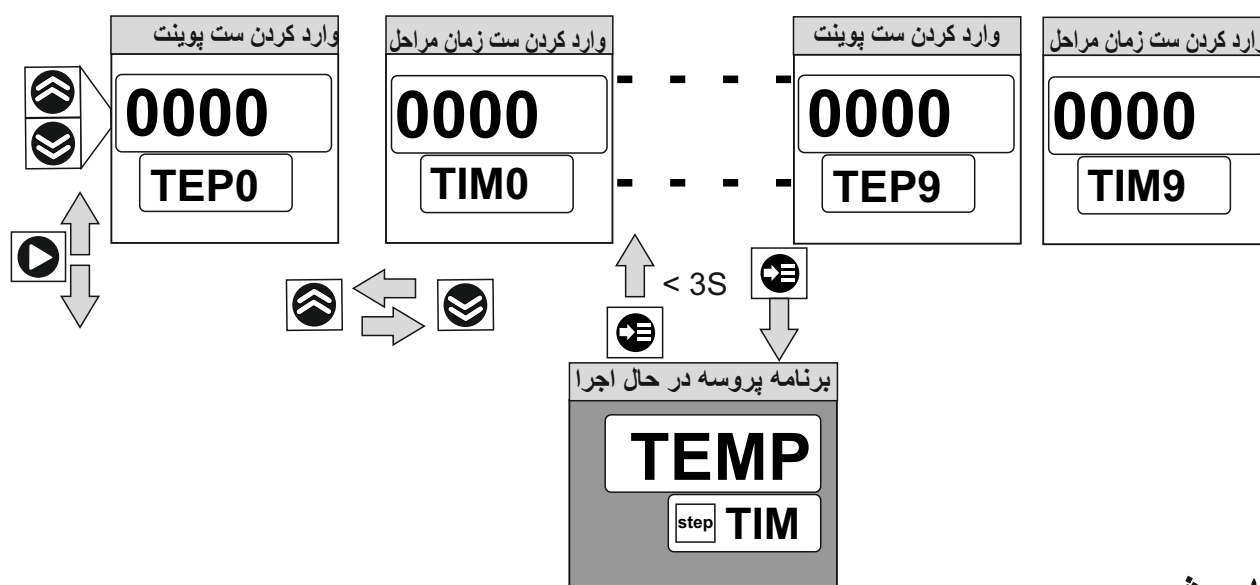 وارد کردن ست پوینت
0000
TEP0
وارد کردن ست زمان مراحل
0000
TIM0
وارد کردن ست پوینت
0000
TEP9
وارد کردن ست زمان مراحل
0000
TIM9
< 3S
برنامه پروسه در حال اجرا
TEMP
step TIM